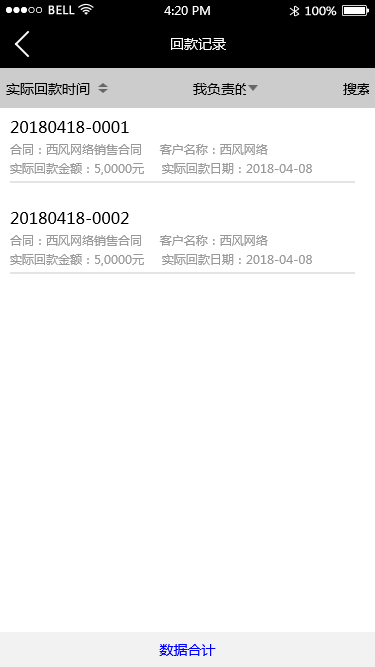 BELL 4:20 PM 100%
回款记录
实际回款时间 我负责的 搜索
20180418-0001
合同：西风网络销售合同 客户名称：西风网络
实际回款金额：5,0000元 实际回款日期：2018-04-08
20180418-0002
合同：西风网络销售合同 客户名称：西风网络
实际回款金额：5,0000元 实际回款日期：2018-04-08
数据合计